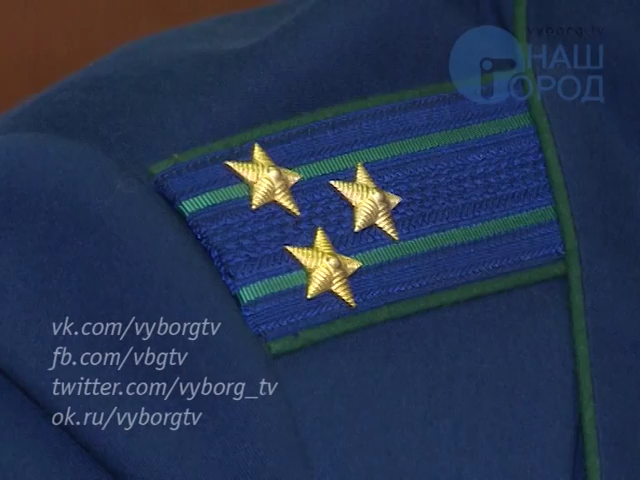 vyborg.tv
НАШ
ГОРОД
vk.com/vyborgtv
fb.com/vbgtv
twitter.com/vyborg_tv
ok.ru/vyborgtv